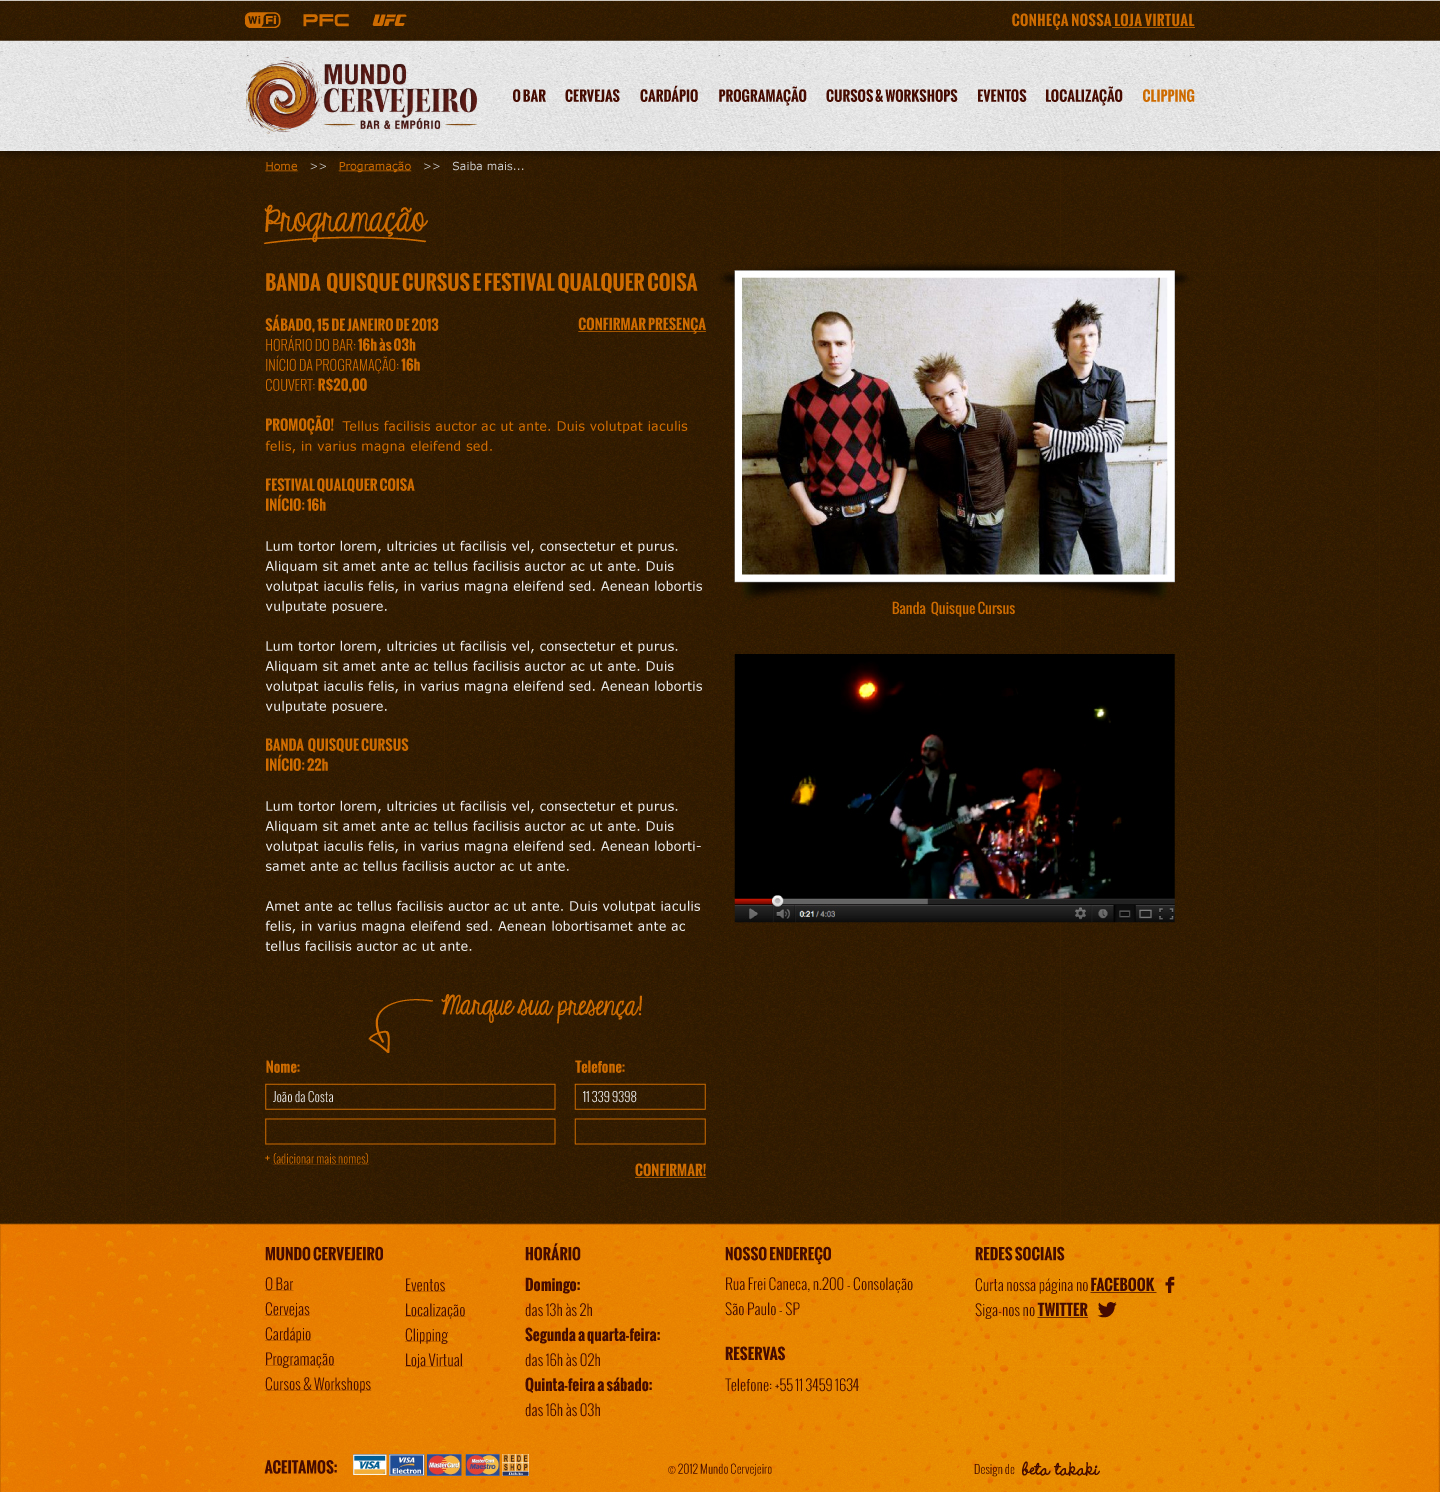 WiFi PFC UFC CONHEÇA NOSSA LOJA VIRTUAL
MUNDO
CERVEJEIRO
BAR & EMPÓRIO
O BAR CERVEJAS CARDÁPIO PROGRAMAÇÃO CURSOS & WORKSHOPS EVENTOS LOCALIZAÇÃO CLIPPING
Home >> Programação >> Saiba mais...
Programação
BANDA QUISQUE CURSUS E FESTIVAL QUALQUER COISA
SÁBADO, 15 DE JANEIRO DE 2013 CONFIRMAR PRESENÇA
HORÁRIO DO BAR: 16h às 03h
INÍCIO DA PROGRAMAÇÃO: 16h
COUVERT: R$20,00
PROMOÇÃO! Tellus facilisis auctor ac ut ante. Duis volutpat iaculis
felis, in varius magna eleifend sed.
FESTIVAL QUALQUER COISA
INÍCIO: 16h
Lum tortor lorem, ultricies ut facilisis vel, consectetur et purus.
Aliquam sit amet ante ac tellus facilisis auctor ac ut ante. Duis
volutpat iaculis felis, in varius magna eleifend sed. Aenean lobortis
vulputate posuere.
Lum tortor lorem, ultricies ut facilisis vel, consectetur et purus.
Aliquam sit amet ante ac tellus facilisis auctor ac ut ante. Duis
volutpat iaculis felis, in varius magna eleifend sed. Aenean lobortis
vulputate posuere.
BANDA QUISQUE CURSUS
INÍCIO: 22h
Lum tortor lorem, ultricies ut facilisis vel, consectetur et purus.
Aliquam sit amet ante ac tellus facilisis auctor ac ut ante. Duis
volutpat iaculis felis, in varius magna eleifend sed. Aenean loborti-
samet ante ac tellus facilisis auctor ac ut ante.
Amet ante ac tellus facilisis auctor ac ut ante. Duis volutpat iaculis
felis, in varius magna eleifend sed. Aenean lobortisamet ante ac
tellus facilisis auctor ac ut ante.
Banda Quisque Cursus
0:21 / 4:03
Marque sua presença!
Nome: Telefone:
João da Costa 11 339 9398
+ (adicionar mais nomes)
CONFIRMAR!
MUNDO CERVEJEIRO
O Bar
Cervejas
Cardápio
Programação
Cursos & Workshops
Eventos
Localização
Clipping
Loja Virtual
HORÁRIO
Domingo:
das 13h às 2h
Segunda a quarta-feira:
das 16h às 02h
Quinta-feira a sábado:
das 16h às 03h
NOSSO ENDEREÇO
Rua Frei Caneca, n.200 - Consolação
São Paulo - SP
RESERVAS
Telefone: +55 11 3459 1634
REDES SOCIAIS
Curta nossa página no FACEBOOK
Siga-nos no TWITTER
ACEITAMOS: VISA VISA Electron MasterCard MasterCard Maestro REDE SHOP
© 2012 Mundo Cervejeiro
Design de beta takaki